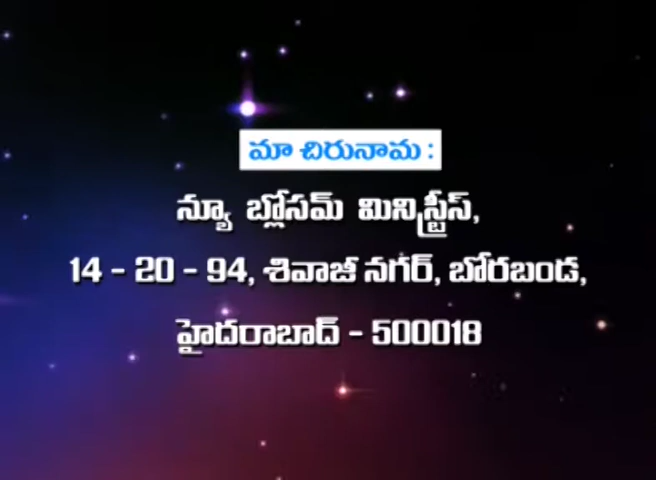 మా చిరునామ :
న్యూ బ్లోసమ్ మినిస్ట్రీస్,
14 - 20 - 94, శివాజీ నగర్, బోరబండ,
హైదరాబాద్ - 500018